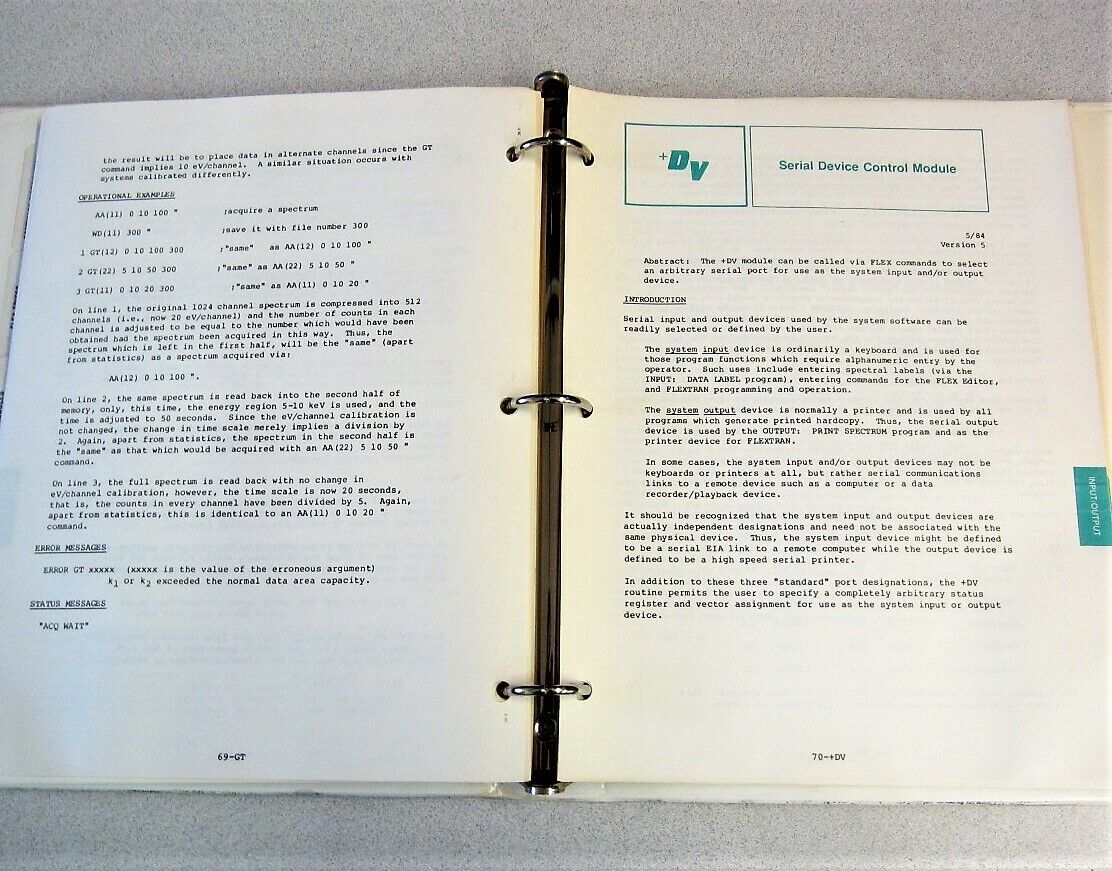 the result will be to place data in alternate channels since the GT
command implies 10 eV/channel. A similar situation occurs with
systems calibrated differently.
OPERATIONAL EXAMPLES
AA(11) 0 10 100 " ;acquire a spectrum
WD(11) 300 " ;save it with file number 300
1 GT(12) 0 10 100 300 ;"same" as AA(12) 0 10 100 "
2 GT(22) 5 10 50 300 ;"same" as AA(22) 5 10 50 "
3 GT(11) 0 10 20 300 ;"same" as AA(11) 0 10 20 "
On line 1, the original 1024 channel spectrum is compressed into 512
channels (i.e., now 20 eV/channel) and the number of counts in each
channel is adjusted to be equal to the number which would have been
obtained had the spectrum been acquired in this way. Thus, the
spectrum which is left in the first half, will be the "same" (apart
from statistics) as a spectrum acquired via:
AA(12) 0 10 100 ".
On line 2, the same spectrum is read back into the second half of
memory, only, this time, the energy region 5-10 keV is used, and the
time is adjusted to 50 seconds. Since the eV/channel calibration is
not changed, the change in time scale merely implies a division by
2. Again, apart from statistics, the spectrum in the second half is
the "same" as that which would be acquired with an AA(22) 5 10 50 "
command.
On line 3, the full spectrum is read back with no change in
eV/channel calibration, however, the time scale is now 20 seconds,
that is, the counts in every channel have been divided by 5. Again,
apart from statistics, this is identical to an AA(11) 0 10 20 "
command.
ERROR MESSAGES
ERROR GT xxxxx (xxxxx is the value of the erroneous argument)
k1 or k2 exceeded the normal data area capacity.
STATUS MESSAGES
"ACQ WAIT"
69-GT
+DV
Serial Device Control Module
5/84
Version 5
Abstract: The +DV module can be called via FLEX commands to select
an arbitrary serial port for use as the system input and/or output
device.
INTRODUCTION
Serial input and output devices used by the system software can be
readily selected or defined by the user.
The system input device is ordinarily a keyboard and is used for
those program functions which require alphanumeric entry by the
operator. Such uses include entering spectral labels (via the
INPUT: DATA LABEL program), entering commands for the FLEX Editor,
and FLEXTRAN programming and operation.
The system output device is normally a printer and is used by all
programs which generate printed hardcopy. Thus, the serial output
device is used by the OUTPUT: PRINT SPECTRUM program and as the
printer device for FLEXTRAN.
In some cases, the system input and/or output devices may not be
keyboards or printers at all, but rather serial communications
links to a remote device such as a computer or a data
recorder/playback device.
It should be recognized that the system input and output devices are
actually independent designations and need not be associated with the
same physical device. Thus, the system input device might be defined
to be a serial EIA link to a remote computer while the output device is
defined to be a high speed serial printer.
In addition to these three "standard" port designations, the +DV
routine permits the user to specify a completely arbitrary status
register and vector assignment for use as the system input or output
device.
70-+DV
INPUT/OUTPUT